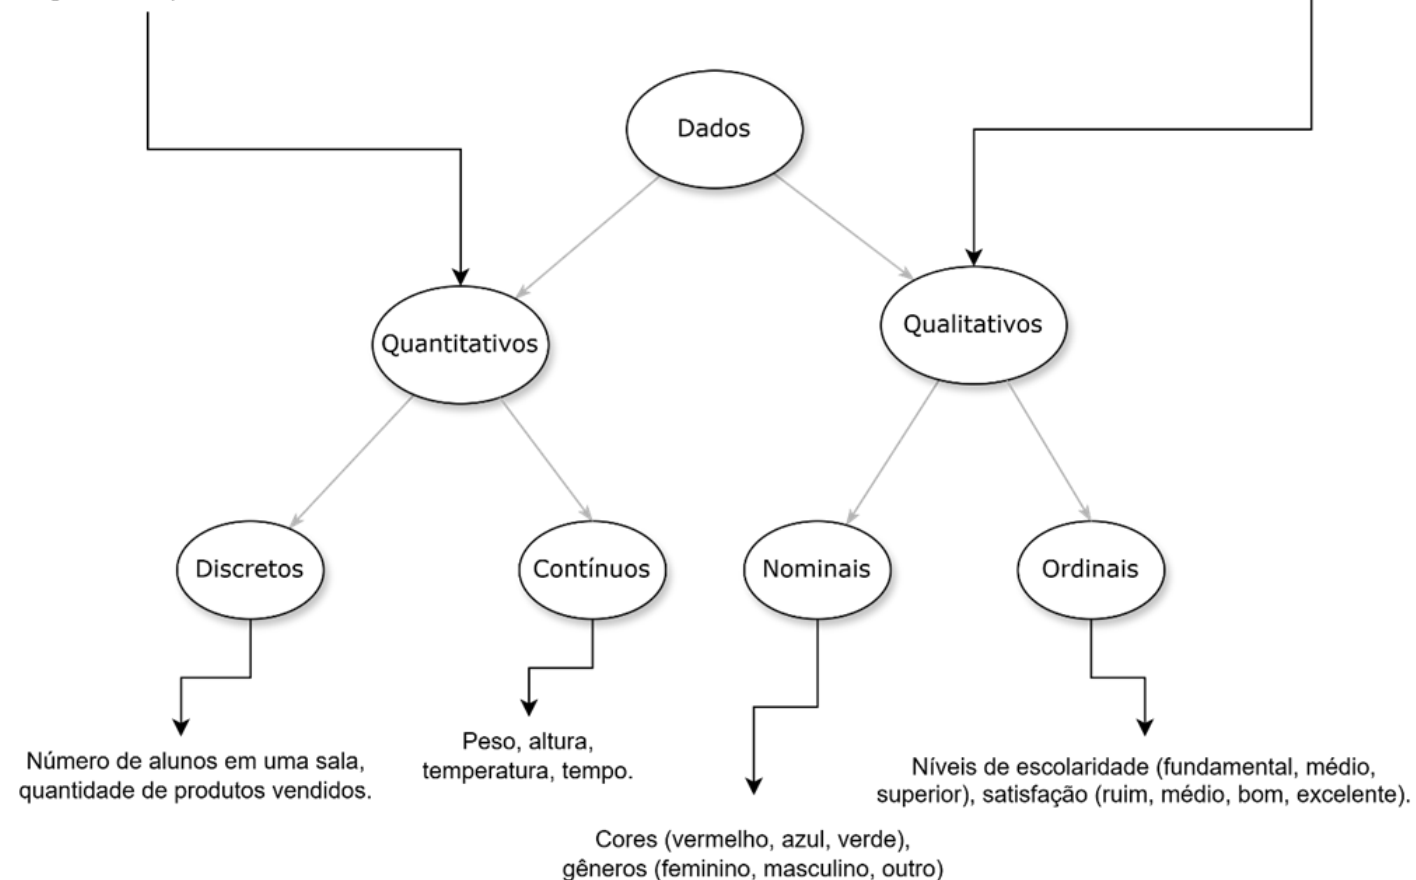 Dados
Quantitativos
Qualitativos
Discretos
Contínuos
Nominais
Ordinais
Número de alunos em uma sala,
quantidade de produtos vendidos.
Peso, altura,
temperatura, tempo.
Cores (vermelho, azul, verde),
gêneros (feminino, masculino, outro)
Níveis de escolaridade (fundamental, médio,
superior), satisfação (ruim, médio, bom, excelente).